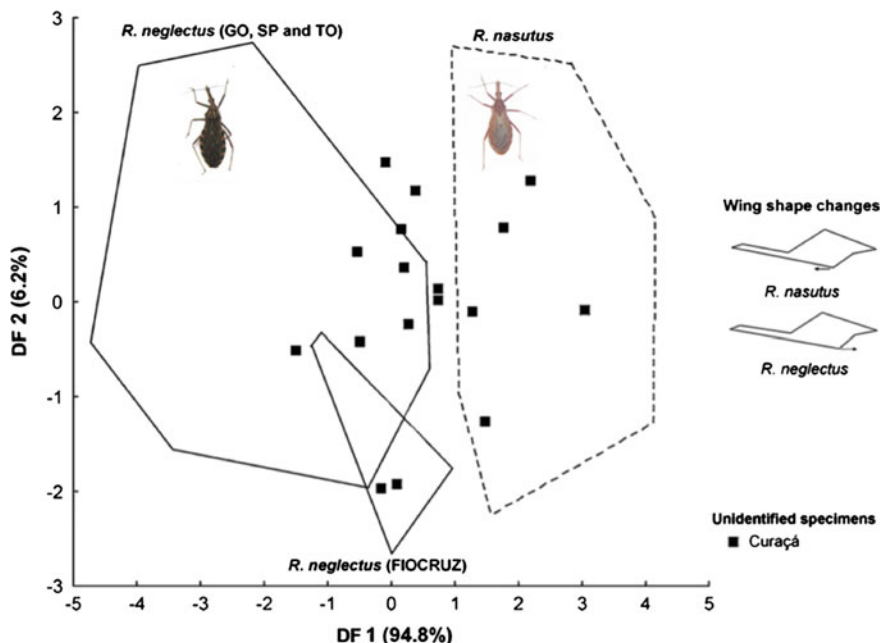 R. neglectus (GO, SP and TO)
R. nasutus
3
2
1
0
-1
-2
-3
DF 2 (6.2%)
R. neglectus (FIOCRUZ)
-5
-4
-3
-2
-1
0
1
2
3
4
5
DF 1 (94.8%)
Wing shape changes
R. nasutus
R. neglectus
Unidentified specimens
Curaçá